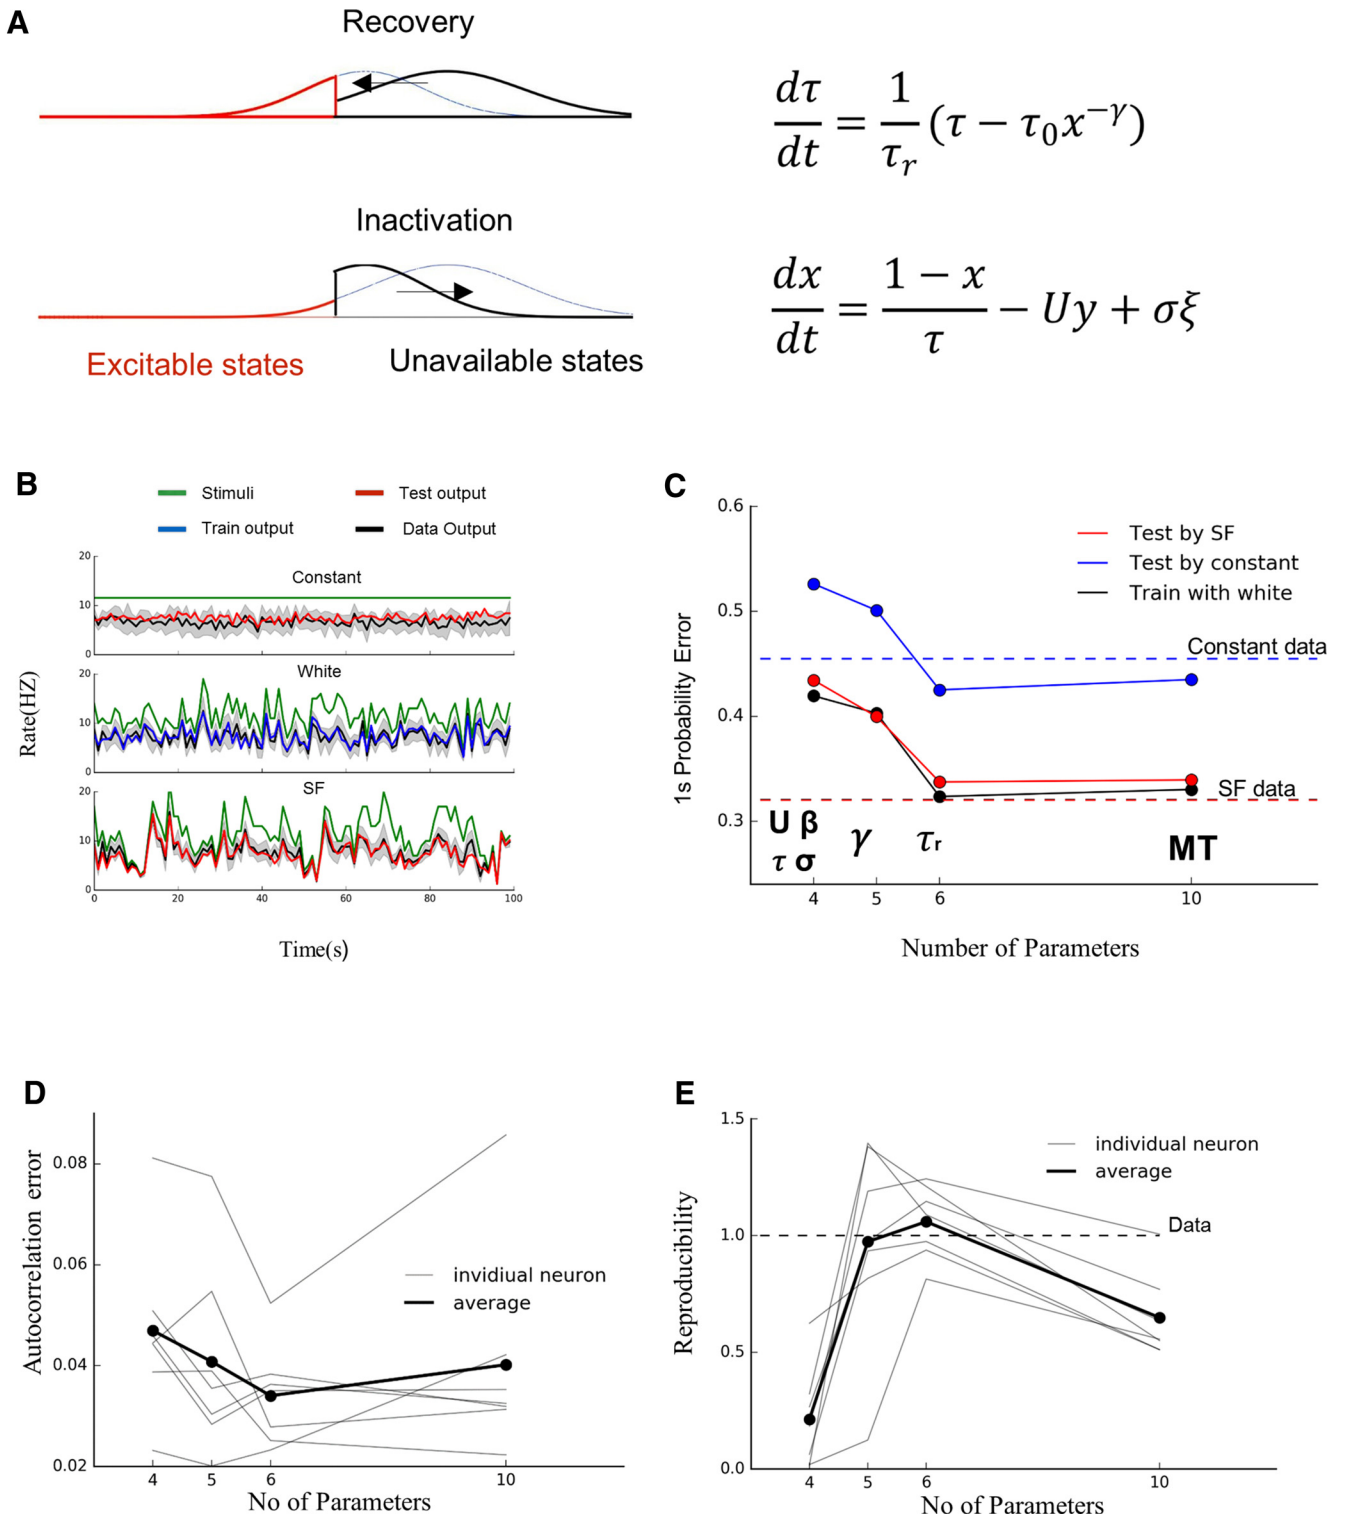 A
Recovery
dτ/dt = 1/τr (τ − τ0x^−γ)
Inactivation
dx/dt = (1 − x)/τ − Uy + σξ
Excitable states
Unavailable states
B
Stimuli
Test output
Train output
Data Output
20
Constant
10
0
20
White
10
0
20
SF
10
0
0 20 40 60 80 100
Rate(HZ)
Time(s)
C
0.6
Test by SF
Test by constant
Train with white
0.5
Constant data
0.4
SF data
0.3
U β
τ σ
γ
τr
MT
4 5 6 10
1s Probability Error
Number of Parameters
D
0.08
0.06
invidiual neuron
average
0.04
0.02
4 5 6 10
Autocorrelation error
No of Parameters
E
1.5
individual neuron
average
Data
1.0
0.5
0.0
4 5 6 10
Reproducibility
No of Parameters